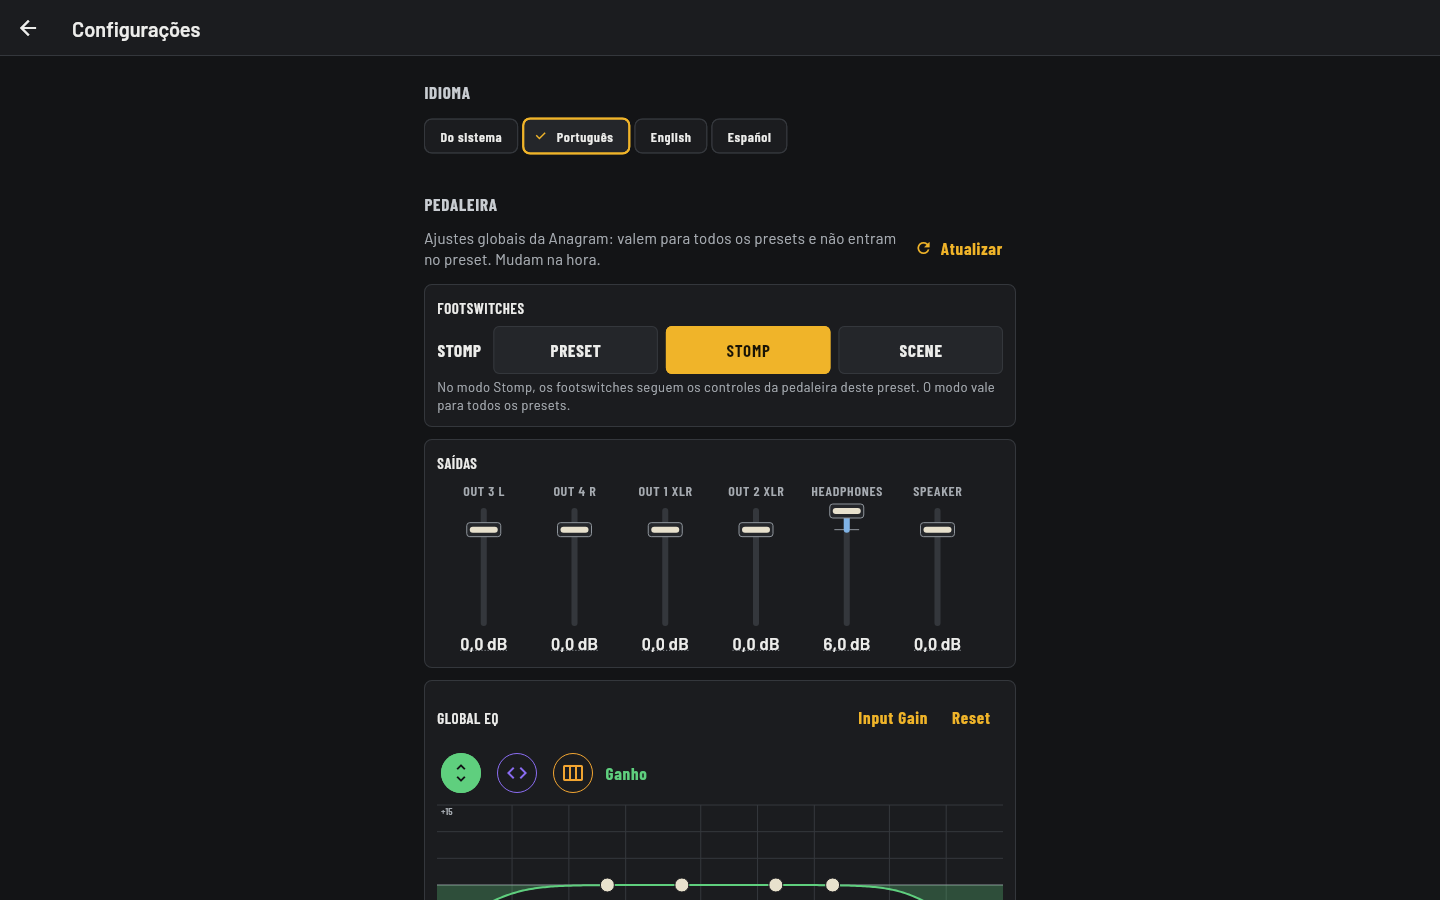 Configurações
IDIOMA
Do sistema
Português
English
Español
PEDALEIRA
Ajustes globais da Anagram: valem para todos os presets e não entram
no preset. Mudam na hora.
Atualizar
FOOTSWITCHES
STOMP
PRESET
STOMP
SCENE
No modo Stomp, os footswitches seguem os controles da pedaleira deste preset. O modo vale
para todos os presets.
SAÍDAS
OUT 3 L
OUT 4 R
OUT 1 XLR
OUT 2 XLR
HEADPHONES
SPEAKER
0,0 dB
0,0 dB
0,0 dB
0,0 dB
6,0 dB
0,0 dB
GLOBAL EQ
Input Gain
Reset
Ganho
+15